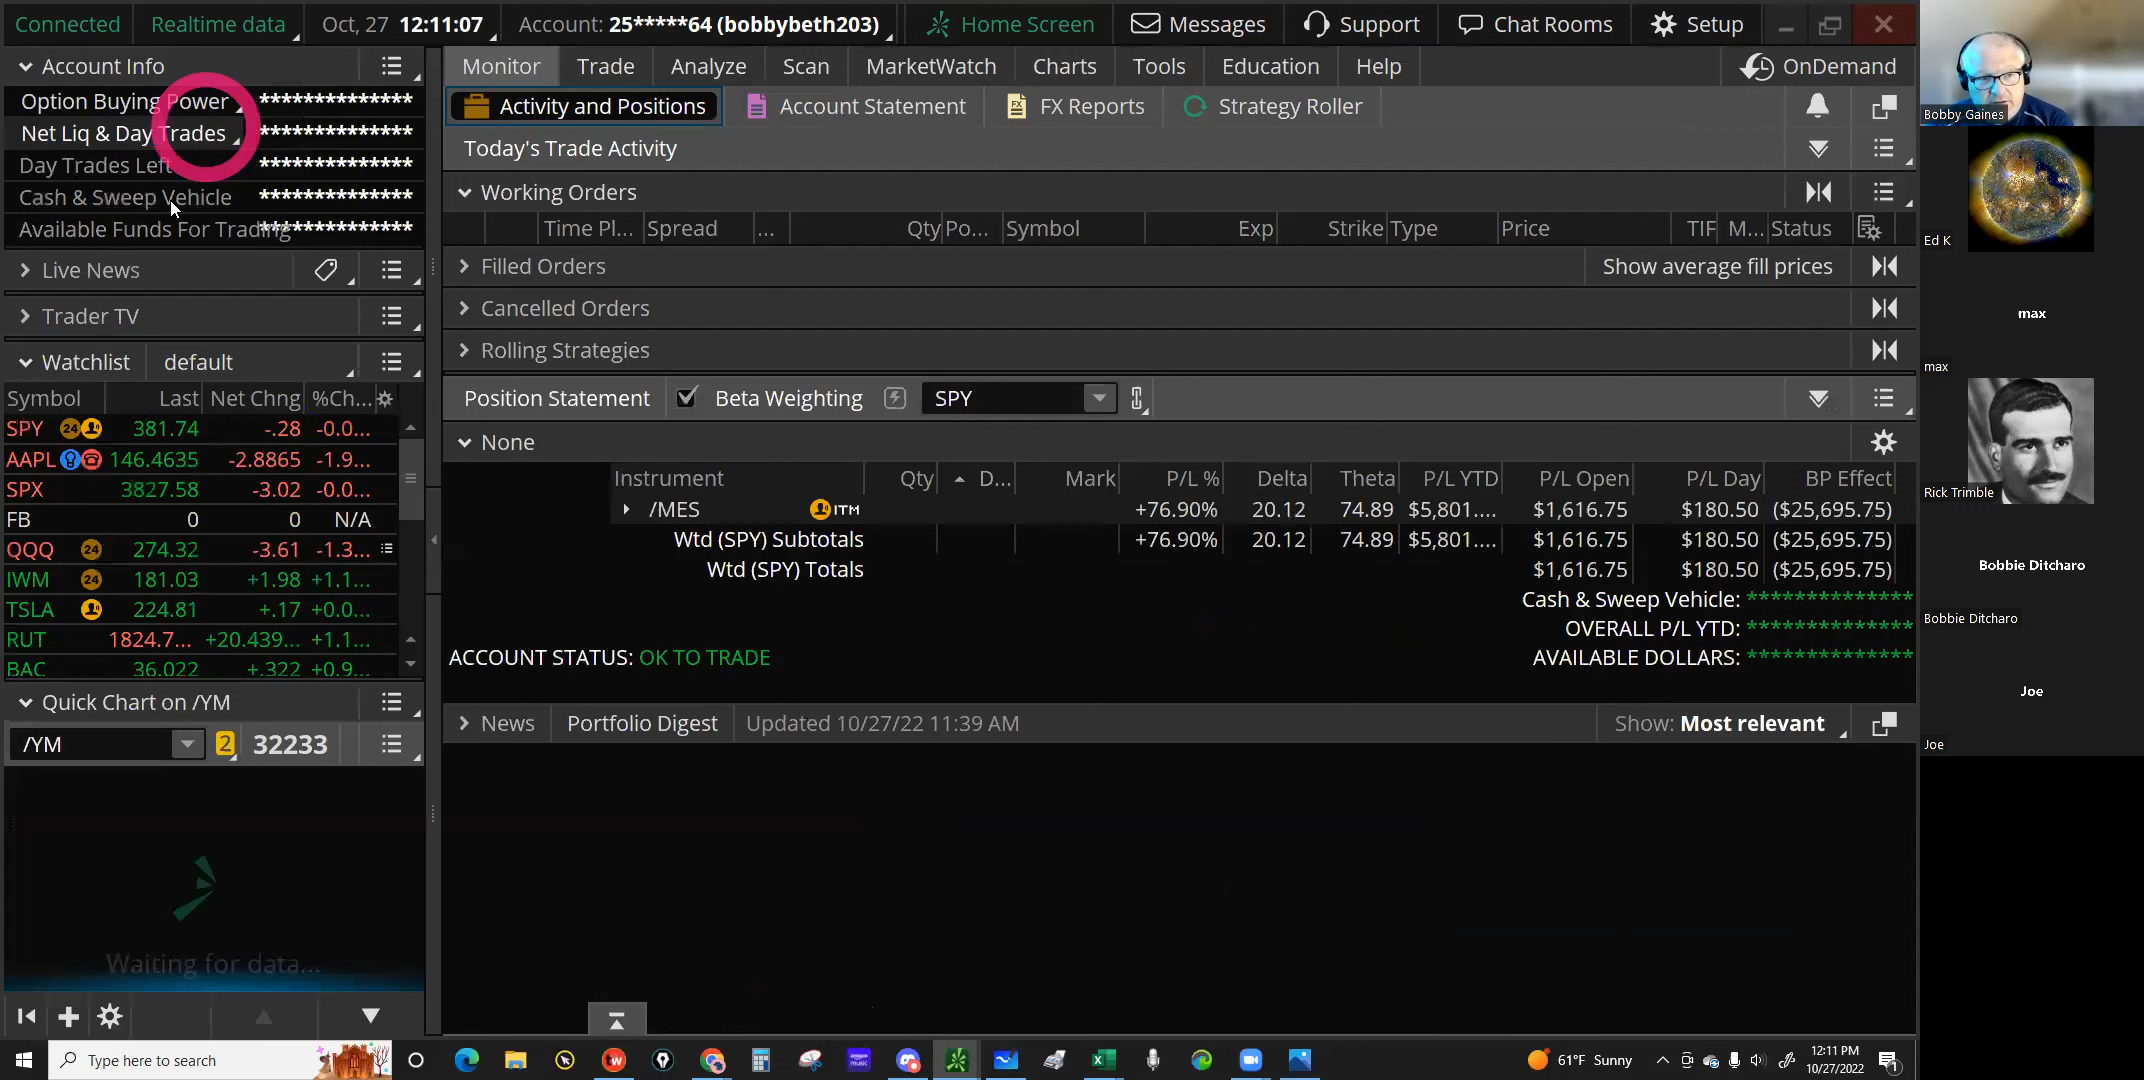 Connected Realtime data Oct, 27 12:11:07 Account: 25*****64 (bobbybeth203) Home Screen Messages Support Chat Rooms Setup
Account Info
Option Buying Power **************
Net Liq & Day Trades **************
Day Trades Left **************
Cash & Sweep Vehicle **************
Available Funds For Trading **************
Live News
Trader TV
Watchlist default
Symbol Last Net Chng %Ch...
SPY 24 381.74 -.28 -0.0...
AAPL 146.4635 -2.8865 -1.9...
SPX 3827.58 -3.02 -0.0...
FB 0 0 N/A
QQQ 24 274.32 -3.61 -1.3...
IWM 24 181.03 +1.98 +1.1...
TSLA 224.81 +.17 +0.0...
RUT 1824.7... +20.439... +1.1...
BAC 36.022 +.322 +0.9...
Quick Chart on /YM
/YM 2 32233
Waiting for data...
Monitor Trade Analyze Scan MarketWatch Charts Tools Education Help OnDemand
Activity and Positions Account Statement FX Reports Strategy Roller
Today's Trade Activity
Working Orders
Time Pl... Spread ... Qty Po... Symbol Exp Strike Type Price TIF M... Status
Filled Orders Show average fill prices
Cancelled Orders
Rolling Strategies
Position Statement Beta Weighting SPY
None
Instrument Qty D... Mark P/L % Delta Theta P/L YTD P/L Open P/L Day BP Effect
/MES ITM +76.90% 20.12 74.89 $5,801.... $1,616.75 $180.50 ($25,695.75)
Wtd (SPY) Subtotals +76.90% 20.12 74.89 $5,801.... $1,616.75 $180.50 ($25,695.75)
Wtd (SPY) Totals $1,616.75 $180.50 ($25,695.75)
Cash & Sweep Vehicle: **************
OVERALL P/L YTD: **************
ACCOUNT STATUS: OK TO TRADE AVAILABLE DOLLARS: **************
News Portfolio Digest Updated 10/27/22 11:39 AM Show: Most relevant
Bobby Gaines
Ed K
max
max
Rick Trimble
Bobbie Ditcharo
Bobbie Ditcharo
Joe
Joe
Type here to search
61°F Sunny
12:11 PM
10/27/2022
1